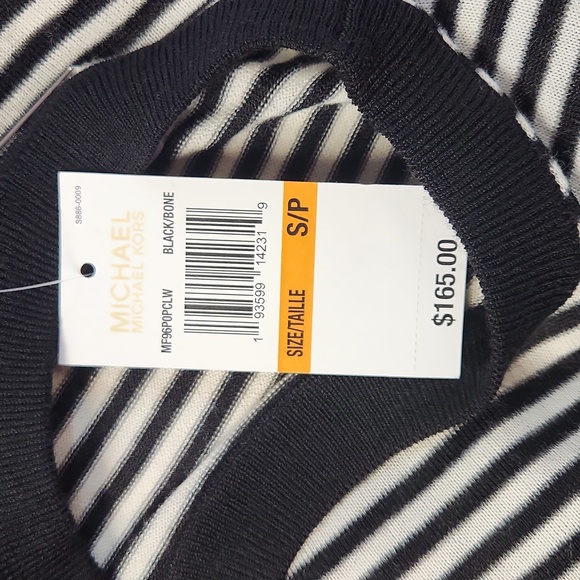 S886-0009
MICHAEL
MICHAEL KORS
MF96P0PCLW BLACK/BONE
1 93599 14231 9
SIZE/TAILLE S/P
$165.00